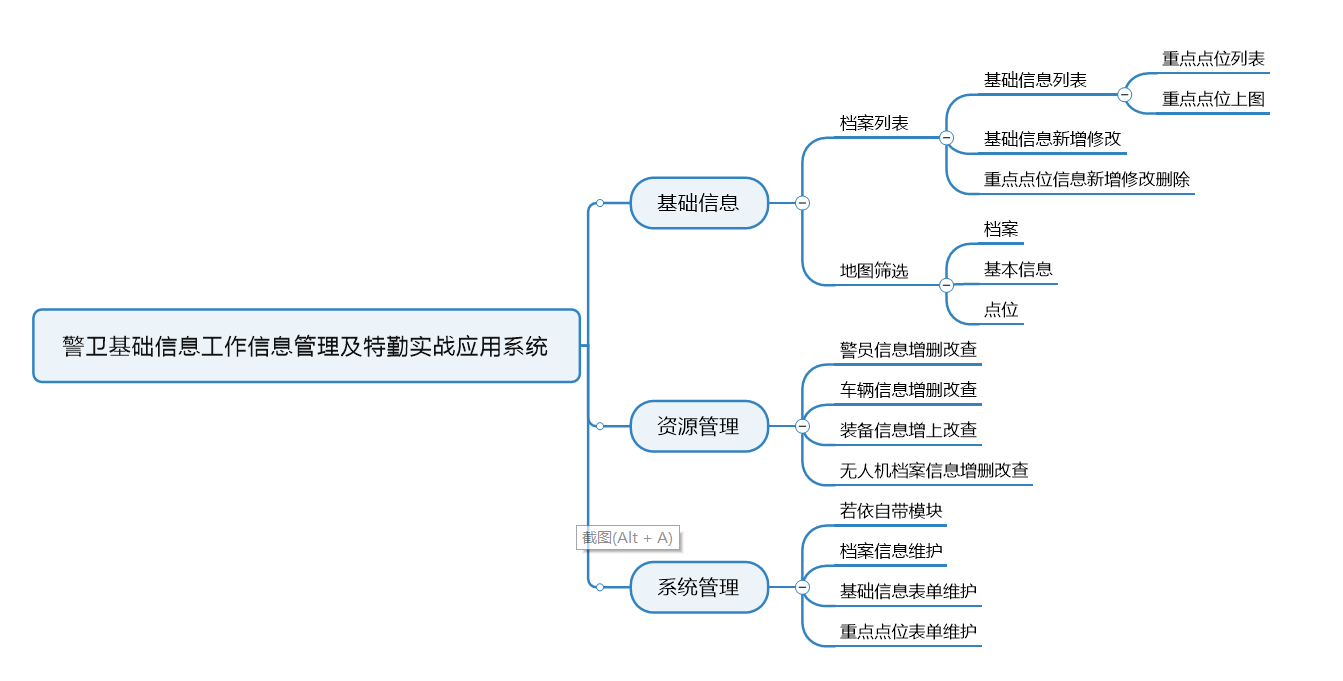 警卫基础信息工作信息管理及特勤实战应用系统
基础信息
档案列表
基础信息列表
重点点位列表
重点点位上图
基础信息新增修改
重点点位信息新增修改删除
地图筛选
档案
基本信息
点位
资源管理
警员信息增删改查
车辆信息增删改查
装备信息增上改查
无人机档案信息增删改查
截图(Alt + A)
系统管理
若依自带模块
档案信息维护
基础信息表单维护
重点点位表单维护